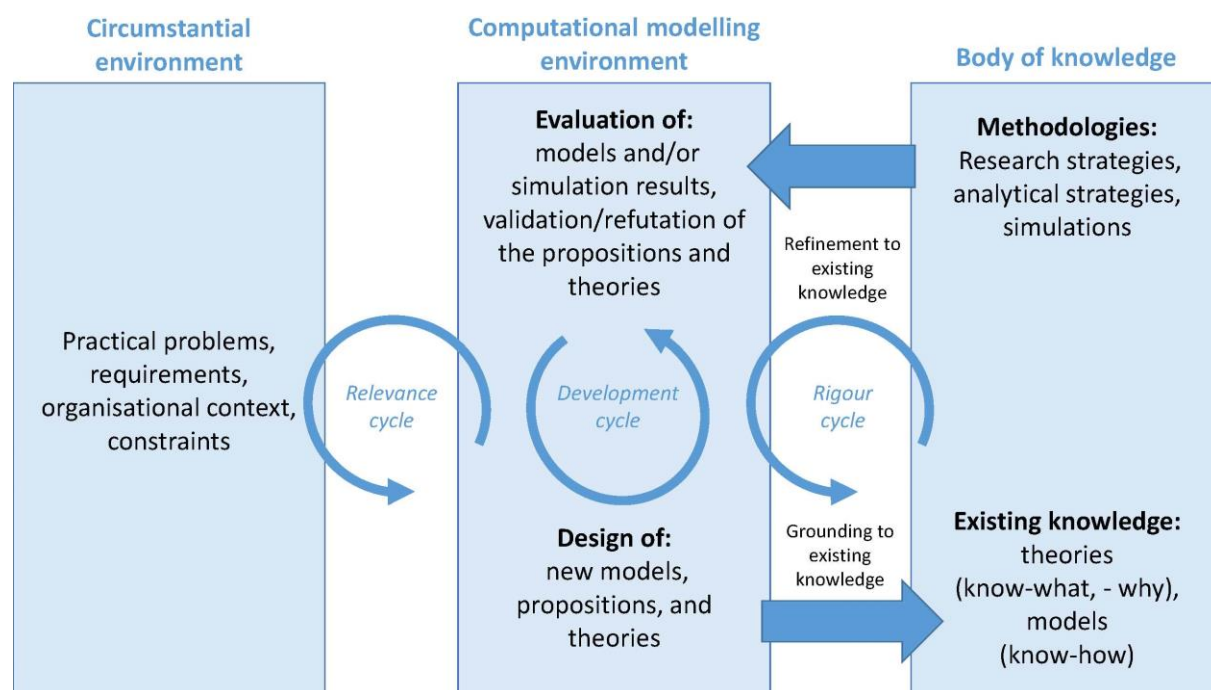 Circumstantial
environment
Practical problems,
requirements,
organisational context,
constraints
Relevance
cycle
Computational modelling
environment
Evaluation of:
models and/or
simulation results,
validation/refutation of
the propositions and
theories
Development
cycle
Design of:
new models,
propositions, and
theories
Refinement to
existing
knowledge
Rigour
cycle
Grounding to
existing
knowledge
Body of knowledge
Methodologies:
Research strategies,
analytical strategies,
simulations
Existing knowledge:
theories
(know-what, - why),
models
(know-how)